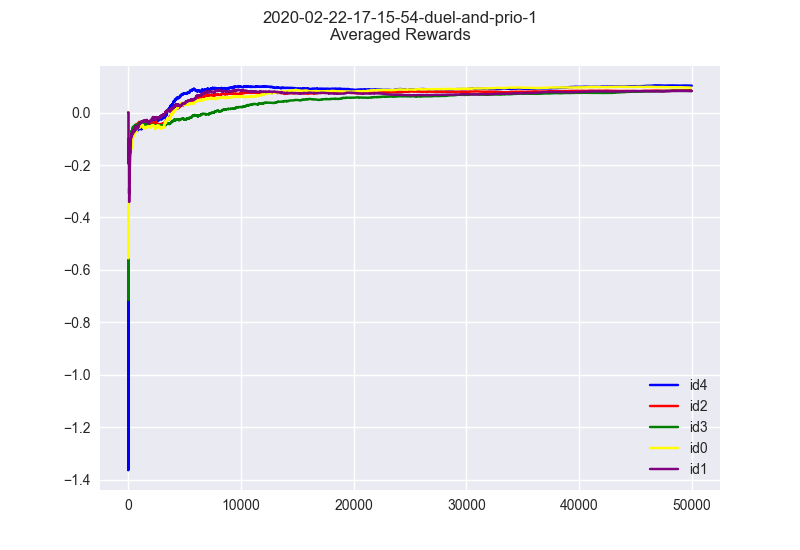 2020-02-22-17-15-54-duel-and-prio-1
Averaged Rewards
0.0
−0.2
−0.4
−0.6
−0.8
−1.0
−1.2
−1.4
0 10000 20000 30000 40000 50000
id4
id2
id3
id0
id1